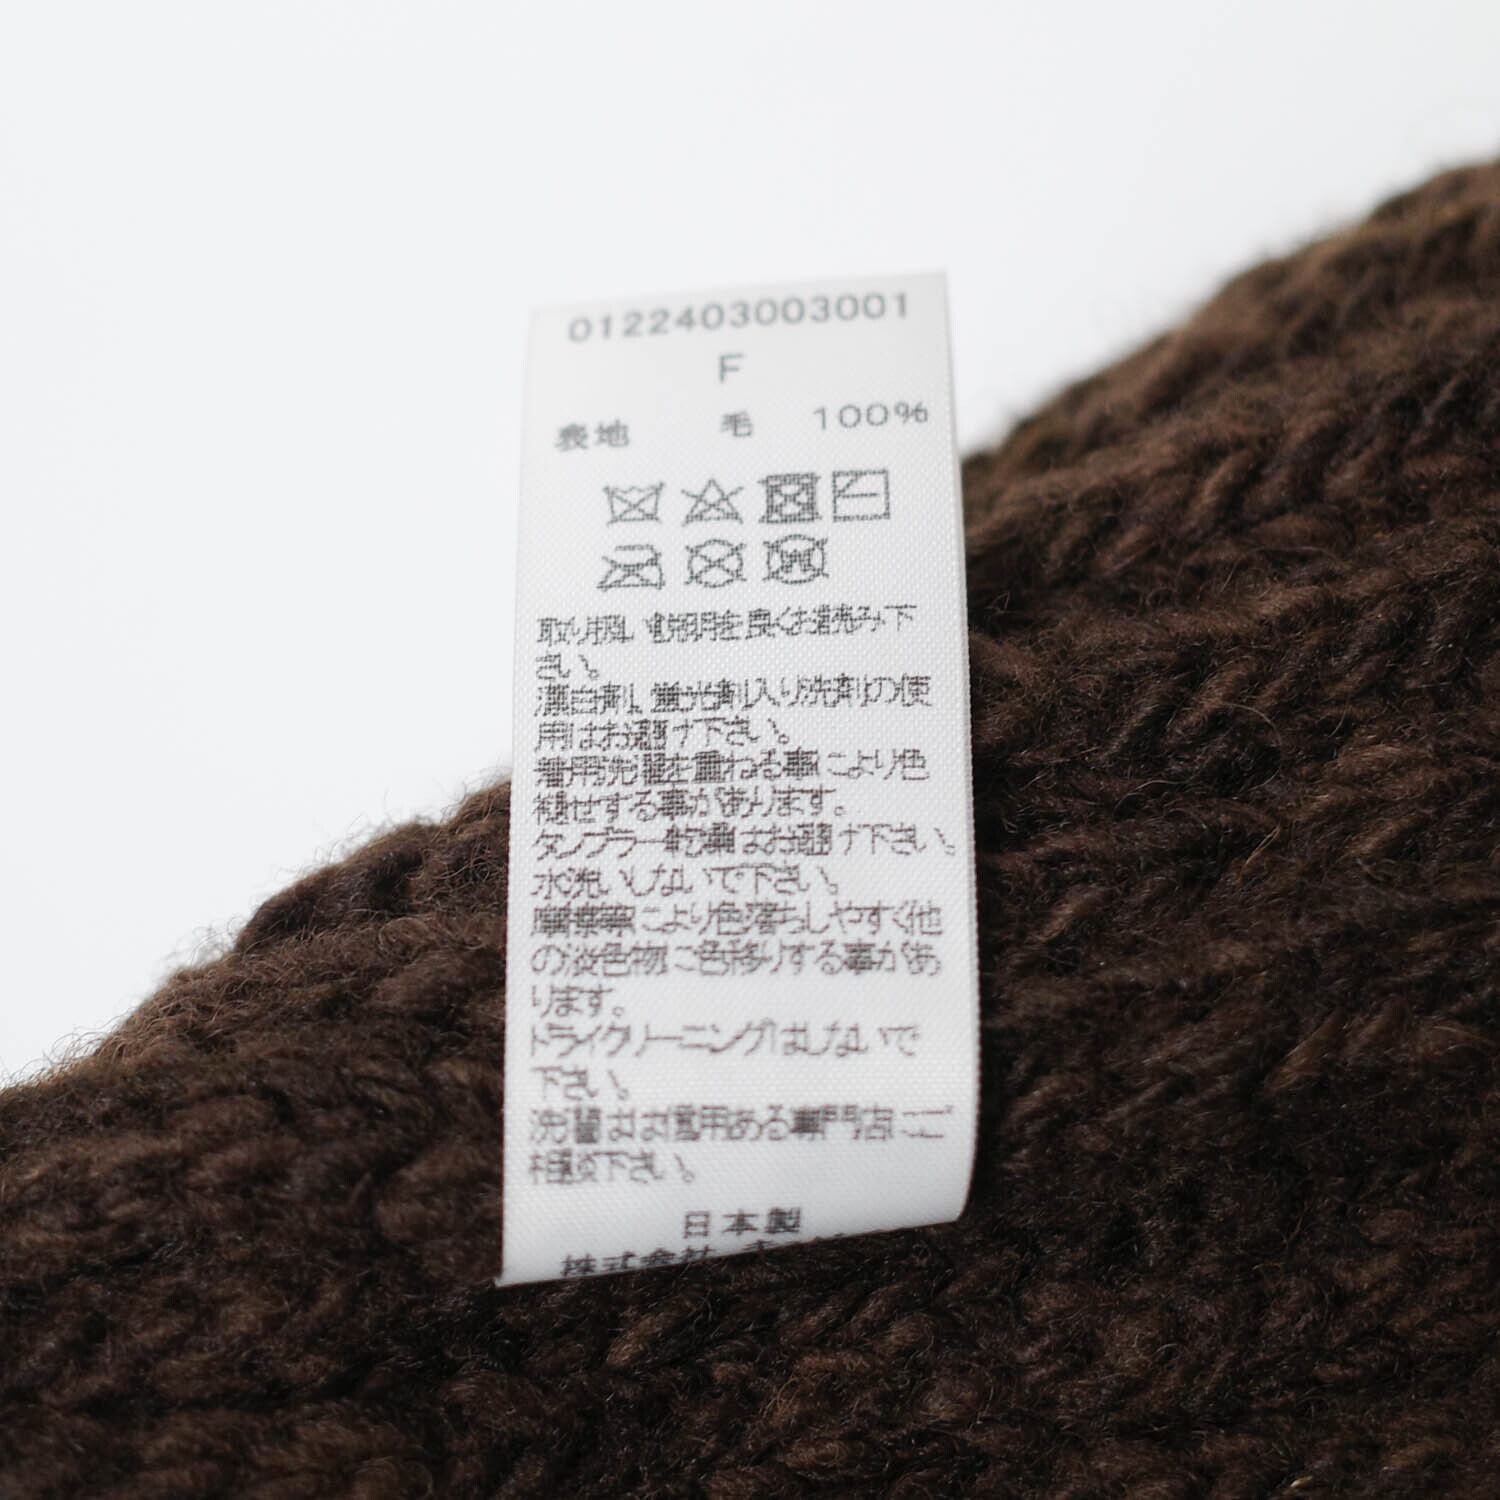 0122403003001
F
表地 毛 100%
取り扱い説明を良くお読み下
さい。
漂白剤、蛍光剤入り洗剤の使
用はお避け下さい。
着用洗濯を重ねる事により色
褪せする事があります。
タンブラー乾燥はお避け下さい。
水洗いしないで下さい。
摩擦等により色落ちしやすく他
の淡色物に色移りする事があ
ります。
ドライクリーニングはしないで
下さい。
洗濯はは信用ある専門店にご
相談下さい。
日本製
株式会社